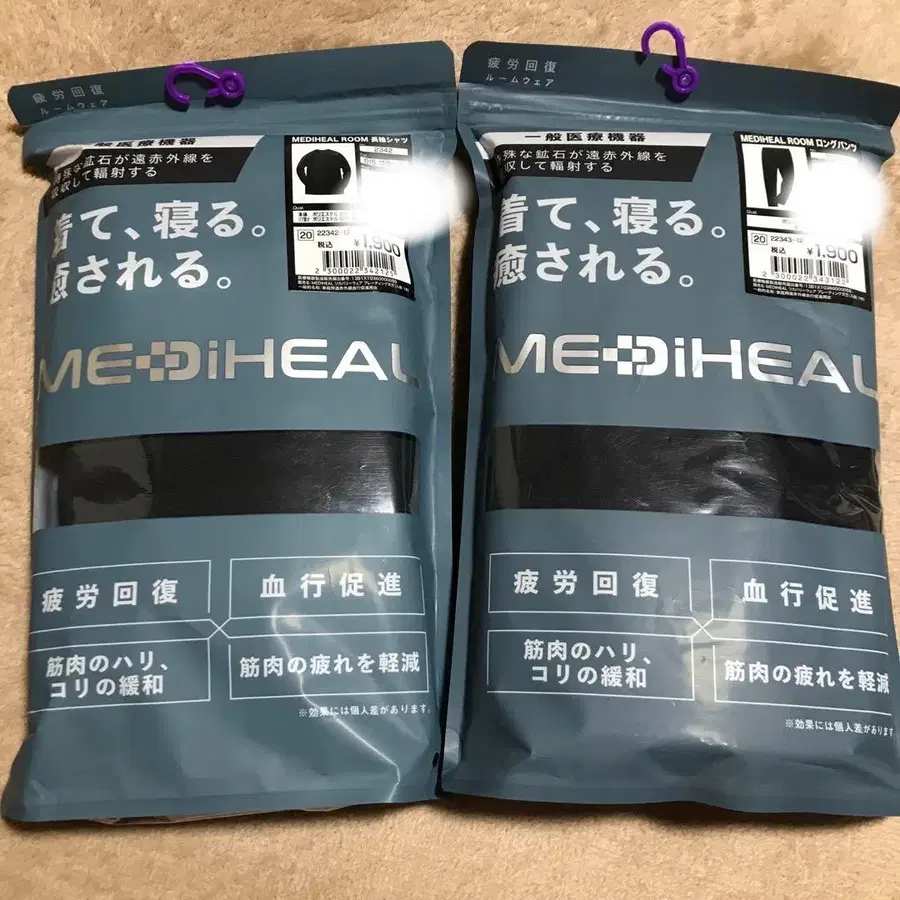 疲労回復
ルームウェア
一般医療機器
特殊な鉱石が遠赤外線を
吸収して輻射する
着て、寝る。
癒される。
MEDiHEAL
疲労回復
血行促進
筋肉のハリ、
コリの緩和
筋肉の疲れを軽減
※効果には個人差があります。
MEDIHEAL ROOM 長袖シャツ
2342
20
税込
¥1,900
2300022342121
疲労回復
ルームウェア
一般医療機器
特殊な鉱石が遠赤外線を
吸収して輻射する
着て、寝る。
癒される。
MEDiHEAL
疲労回復
血行促進
筋肉のハリ、
コリの緩和
筋肉の疲れを軽減
※効果には個人差があります
MEDIHEAL ROOM ロングパンツ
20 22343-12
税込
¥1,900